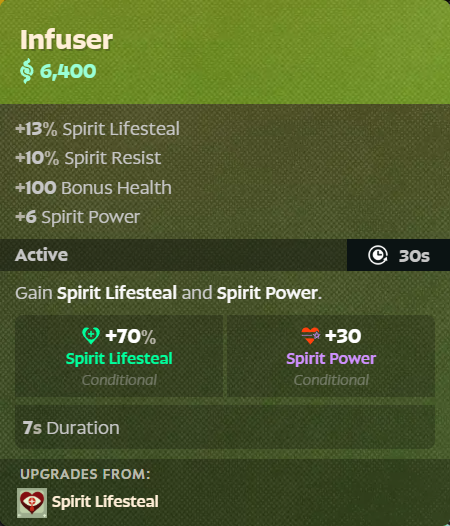 Infuser
6,400
+13% Spirit Lifesteal
+10% Spirit Resist
+100 Bonus Health
+6 Spirit Power
Active 30s
Gain Spirit Lifesteal and Spirit Power.
+70% +30
Spirit Lifesteal Spirit Power
Conditional Conditional
7s Duration
UPGRADES FROM:
Spirit Lifesteal